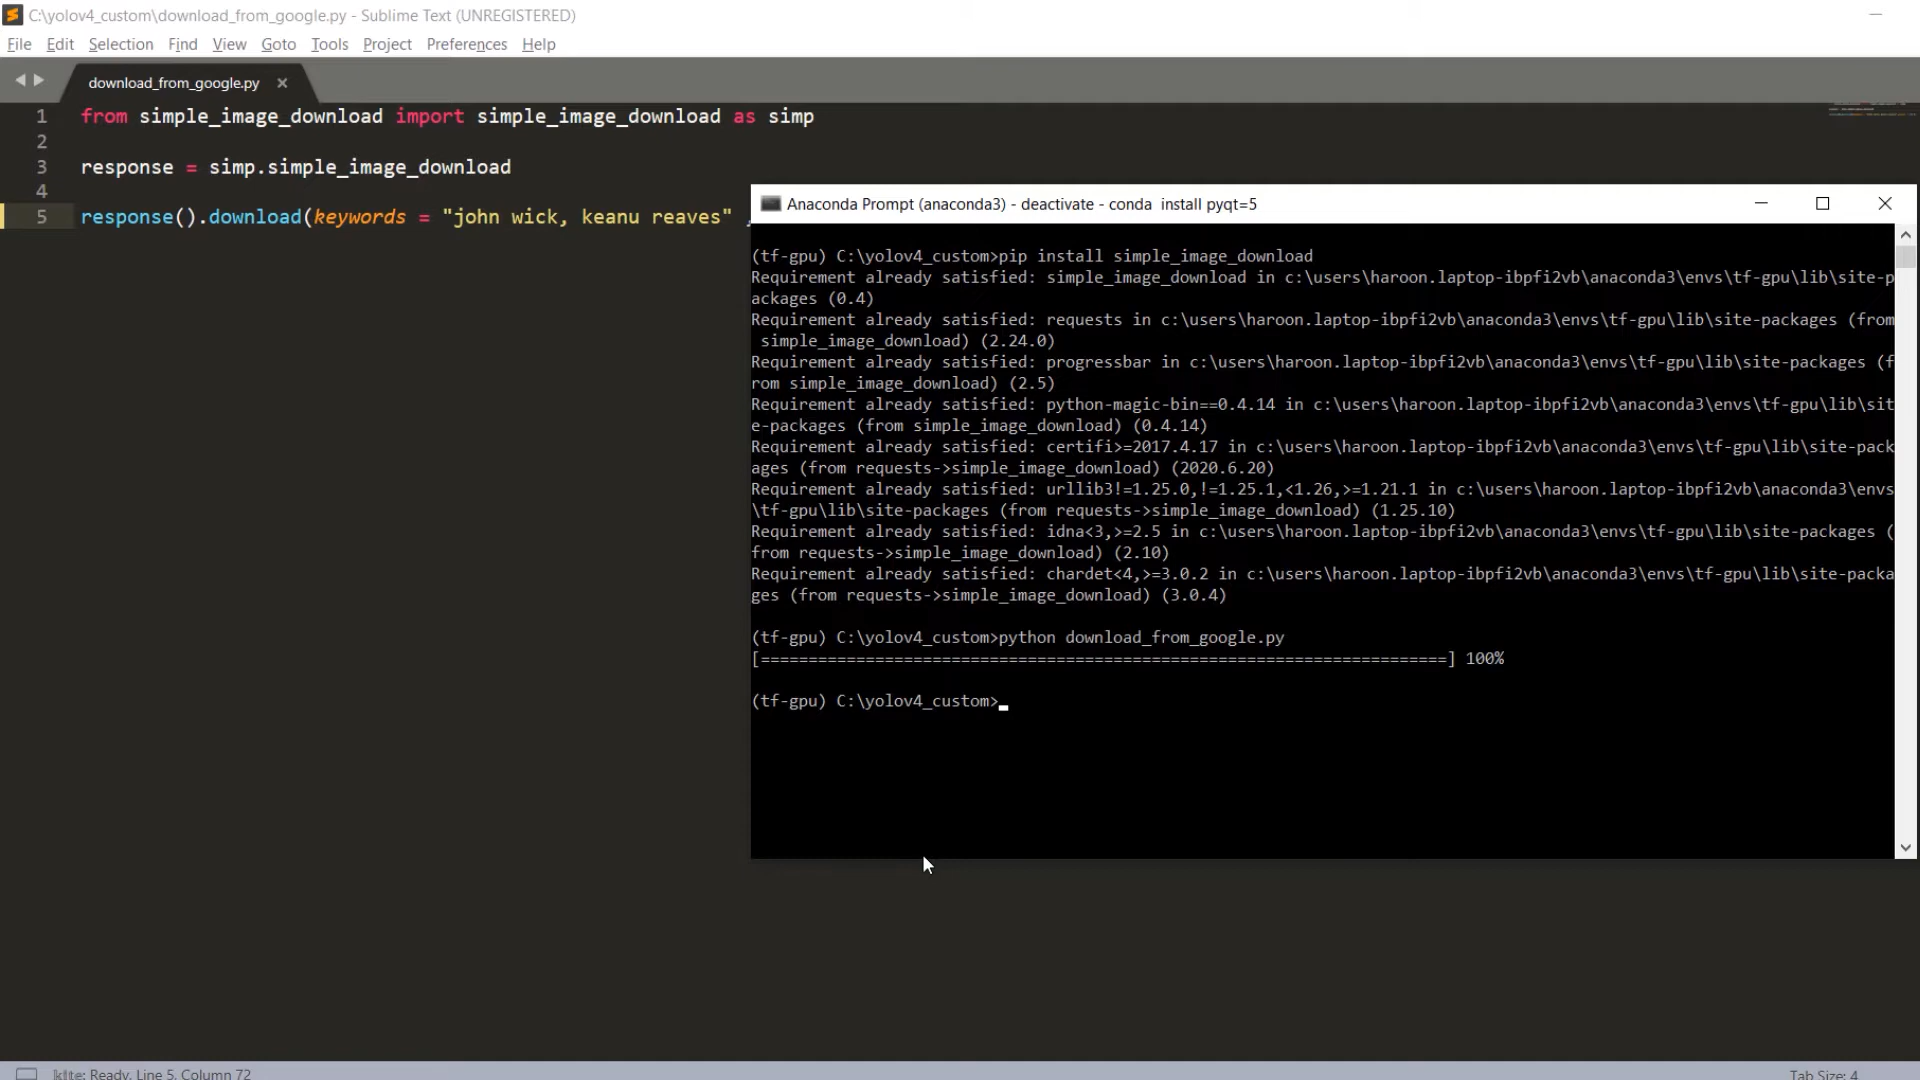 C:\yolov4_custom\download_from_google.py - Sublime Text (UNREGISTERED)
File Edit Selection Find View Goto Tools Project Preferences Help
download_from_google.py
1 from simple_image_download import simple_image_download as simp
2
3 response = simp.simple_image_download
4
5 response().download(keywords = "john wick, keanu reaves"
Anaconda Prompt (anaconda3) - deactivate - conda install pyqt=5
(tf-gpu) C:\yolov4_custom>pip install simple_image_download
Requirement already satisfied: simple_image_download in c:\users\haroon.laptop-ibpfi2vb\anaconda3\envs\tf-gpu\lib\site-p
ackages (0.4)
Requirement already satisfied: requests in c:\users\haroon.laptop-ibpfi2vb\anaconda3\envs\tf-gpu\lib\site-packages (from
simple_image_download) (2.24.0)
Requirement already satisfied: progressbar in c:\users\haroon.laptop-ibpfi2vb\anaconda3\envs\tf-gpu\lib\site-packages (f
rom simple_image_download) (2.5)
Requirement already satisfied: python-magic-bin==0.4.14 in c:\users\haroon.laptop-ibpfi2vb\anaconda3\envs\tf-gpu\lib\sit
e-packages (from simple_image_download) (0.4.14)
Requirement already satisfied: certifi>=2017.4.17 in c:\users\haroon.laptop-ibpfi2vb\anaconda3\envs\tf-gpu\lib\site-pack
ages (from requests->simple_image_download) (2020.6.20)
Requirement already satisfied: urllib3!=1.25.0,!=1.25.1,<1.26,>=1.21.1 in c:\users\haroon.laptop-ibpfi2vb\anaconda3\envs
\tf-gpu\lib\site-packages (from requests->simple_image_download) (1.25.10)
Requirement already satisfied: idna<3,>=2.5 in c:\users\haroon.laptop-ibpfi2vb\anaconda3\envs\tf-gpu\lib\site-packages (
from requests->simple_image_download) (2.10)
Requirement already satisfied: chardet<4,>=3.0.2 in c:\users\haroon.laptop-ibpfi2vb\anaconda3\envs\tf-gpu\lib\site-packa
ges (from requests->simple_image_download) (3.0.4)
(tf-gpu) C:\yolov4_custom>python download_from_google.py
[========================================================================] 100%
(tf-gpu) C:\yolov4_custom>
kite: Ready, Line 5, Column 72
Tab Size: 4